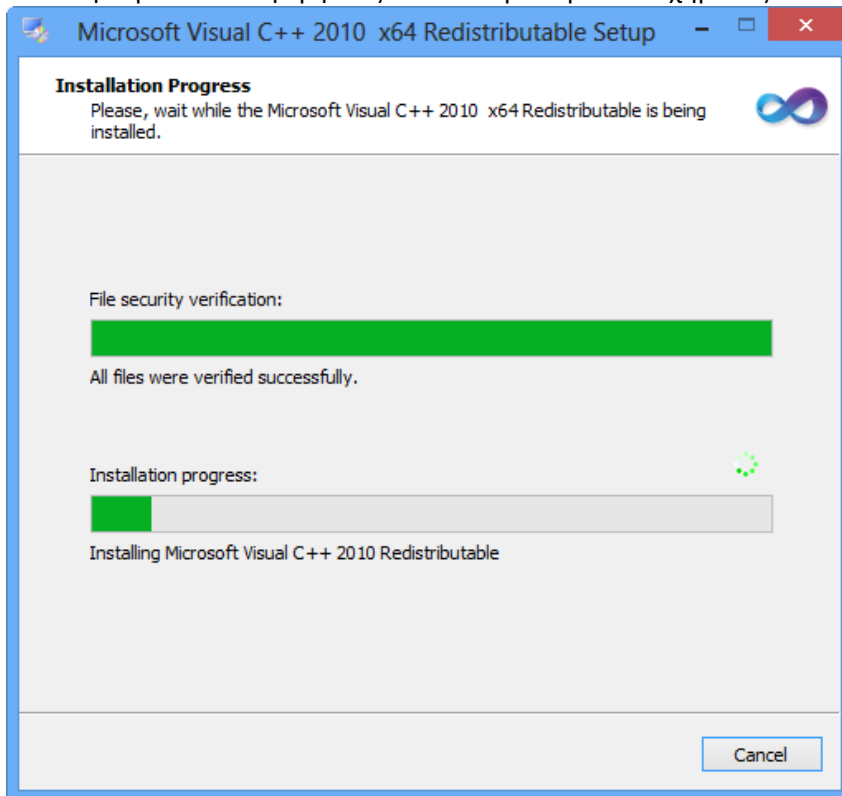 Microsoft Visual C++ 2010 x64 Redistributable Setup
Installation Progress
Please, wait while the Microsoft Visual C++ 2010 x64 Redistributable is being
installed.
File security verification:
All files were verified successfully.
Installation progress:
Installing Microsoft Visual C++ 2010 Redistributable
Cancel